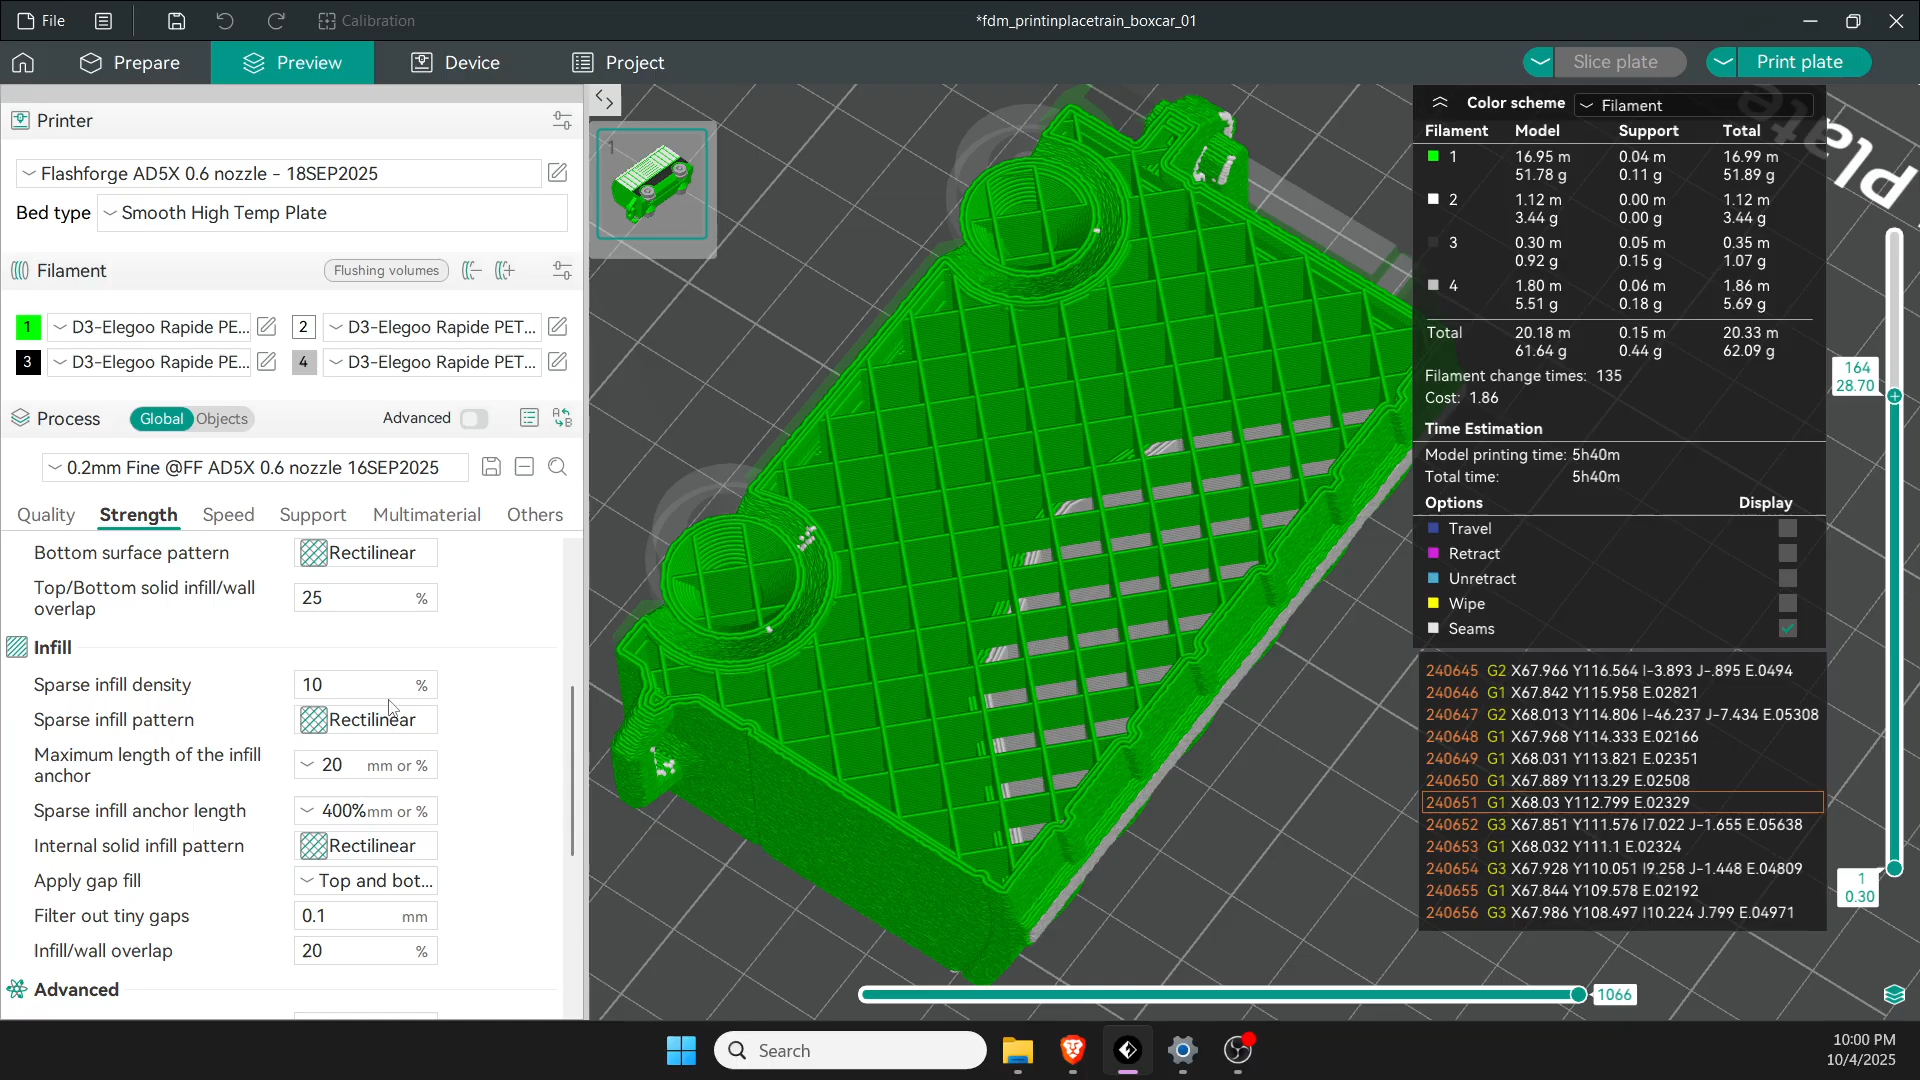 File
Calibration
*fdm_printinplacetrain_boxcar_01
Prepare
Preview
Device
Project
Slice plate
Print plate
Printer
Flashforge AD5X 0.6 nozzle - 18SEP2025
Bed type
Smooth High Temp Plate
Filament
Flushing volumes
1 D3-Elegoo Rapide PE...
2 D3-Elegoo Rapide PET...
3 D3-Elegoo Rapide PE...
4 D3-Elegoo Rapide PET...
Process
Global Objects
Advanced
0.2mm Fine @FF AD5X 0.6 nozzle 16SEP2025
Quality Strength Speed Support Multimaterial Others
Bottom surface pattern Rectilinear
Top/Bottom solid infill/wall
overlap
25 %
Infill
Sparse infill density 10 %
Sparse infill pattern Rectilinear
Maximum length of the infill
anchor
20 mm or %
Sparse infill anchor length 400% mm or %
Internal solid infill pattern Rectilinear
Apply gap fill Top and bot...
Filter out tiny gaps 0.1 mm
Infill/wall overlap 20 %
Advanced
1
Plate
Color scheme Filament
Filament Model Support Total
1 16.95 m 0.04 m 16.99 m
51.78 g 0.11 g 51.89 g
2 1.12 m 0.00 m 1.12 m
3.44 g 0.00 g 3.44 g
3 0.30 m 0.05 m 0.35 m
0.92 g 0.15 g 1.07 g
4 1.80 m 0.06 m 1.86 m
5.51 g 0.18 g 5.69 g
Total 20.18 m 0.15 m 20.33 m
61.64 g 0.44 g 62.09 g
Filament change times: 135
Cost: 1.86
Time Estimation
Model printing time: 5h40m
Total time: 5h40m
Options Display
Travel
Retract
Unretract
Wipe
Seams
240645 G2 X67.966 Y116.564 I-3.893 J-.895 E.0494
240646 G1 X67.842 Y115.958 E.02821
240647 G2 X68.013 Y114.806 I-46.237 J-7.434 E.05308
240648 G1 X67.968 Y114.333 E.02166
240649 G1 X68.031 Y113.821 E.02351
240650 G1 X67.889 Y113.29 E.02508
240651 G1 X68.03 Y112.799 E.02329
240652 G3 X67.851 Y111.576 I7.022 J-1.655 E.05638
240653 G1 X68.032 Y111.1 E.02324
240654 G3 X67.928 Y110.051 I9.258 J-1.448 E.04809
240655 G1 X67.844 Y109.578 E.02192
240656 G3 X67.986 Y108.497 I10.224 J.799 E.04971
164
28.70
1
0.30
1066
Search
10:00 PM
10/4/2025